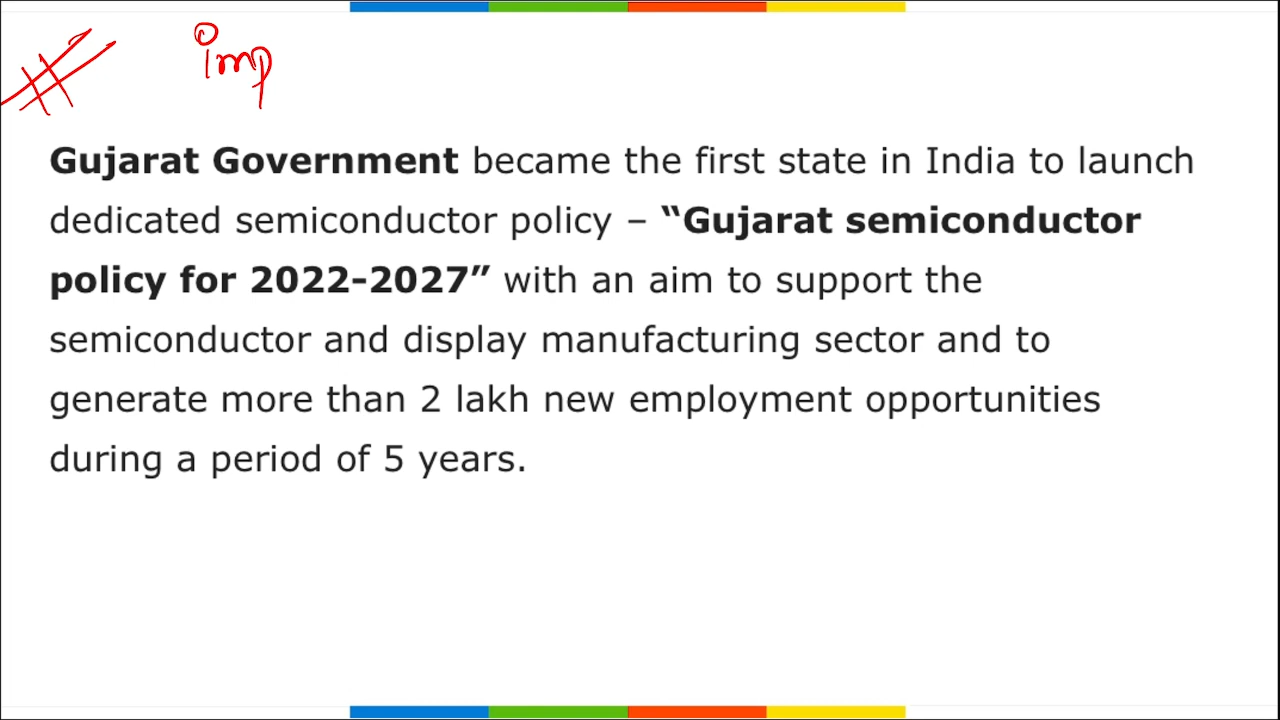 imp
Gujarat Government became the first state in India to launch
dedicated semiconductor policy – “Gujarat semiconductor
policy for 2022-2027” with an aim to support the
semiconductor and display manufacturing sector and to
generate more than 2 lakh new employment opportunities
during a period of 5 years.